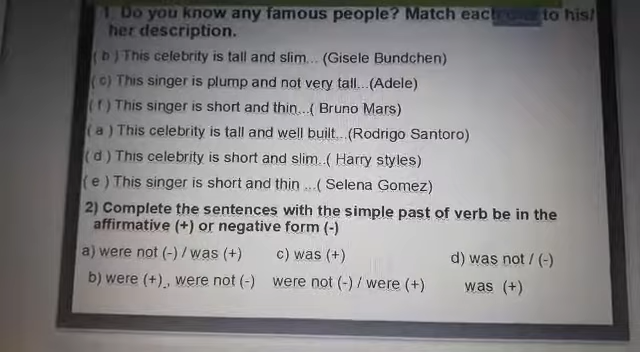 1. Do you know any famous people? Match each to his/
her description.
( b ) This celebrity is tall and slim... (Gisele Bundchen)
( c) This singer is plump and not very tall...(Adele)
( f ) This singer is short and thin...( Bruno Mars)
( a ) This celebrity is tall and well built...(Rodrigo Santoro)
( d ) This celebrity is short and slim..( Harry styles)
( e ) This singer is short and thin ...( Selena Gomez)
2) Complete the sentences with the simple past of verb be in the
affirmative (+) or negative form (-)
a) were not (-) / was (+) c) was (+) d) was not / (-)
b) were (+)., were not (-) were not (-) / were (+) was (+)